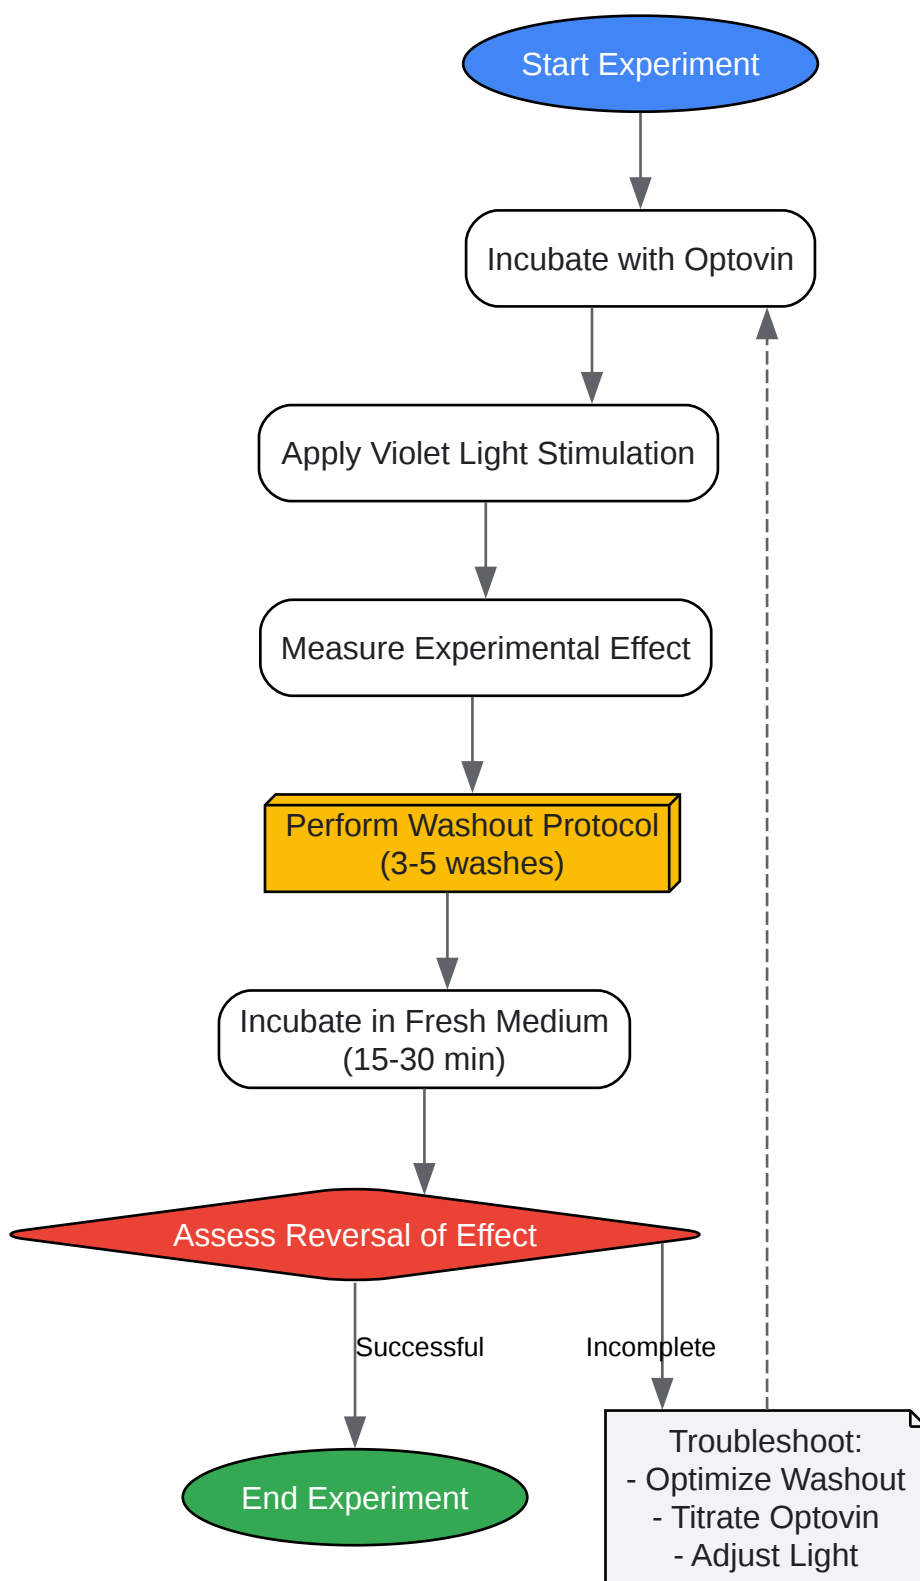 Start Experiment
Incubate with Optovin
Apply Violet Light Stimulation
Measure Experimental Effect
Perform Washout Protocol
(3-5 washes)
Incubate in Fresh Medium
(15-30 min)
Assess Reversal of Effect
Successful
Incomplete
End Experiment
Troubleshoot:
- Optimize Washout
- Titrate Optovin
- Adjust Light